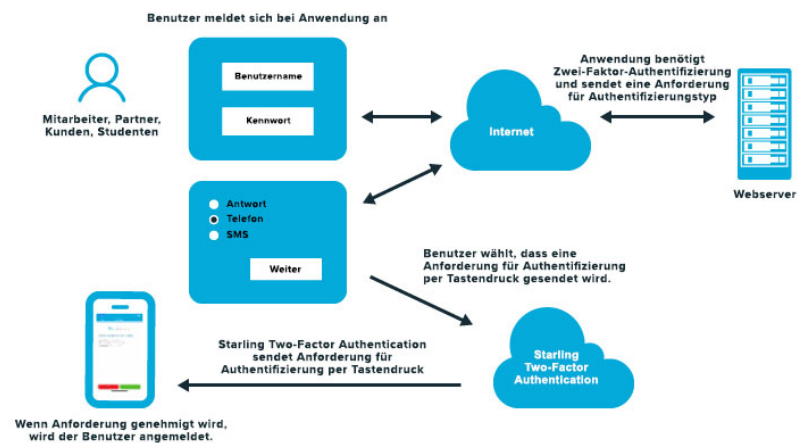 Benutzer meldet sich bei Anwendung an
Benutzername
Kennwort
Mitarbeiter, Partner,
Kunden, Studenten
Internet
Anwendung benötigt
Zwei-Faktor-Authentifizierung
und sendet eine Anforderung
für Authentifizierungstyp
Webserver
Antwort
Telefon
SMS
Weiter
Benutzer wählt, dass eine
Anforderung für Authentifizierung
per Tastendruck gesendet wird.
Starling Two-Factor Authentication
sendet Anforderung für
Authentifizierung per Tastendruck
Starling
Two-Factor
Authentication
Wenn Anforderung genehmigt wird,
wird der Benutzer angemeldet.